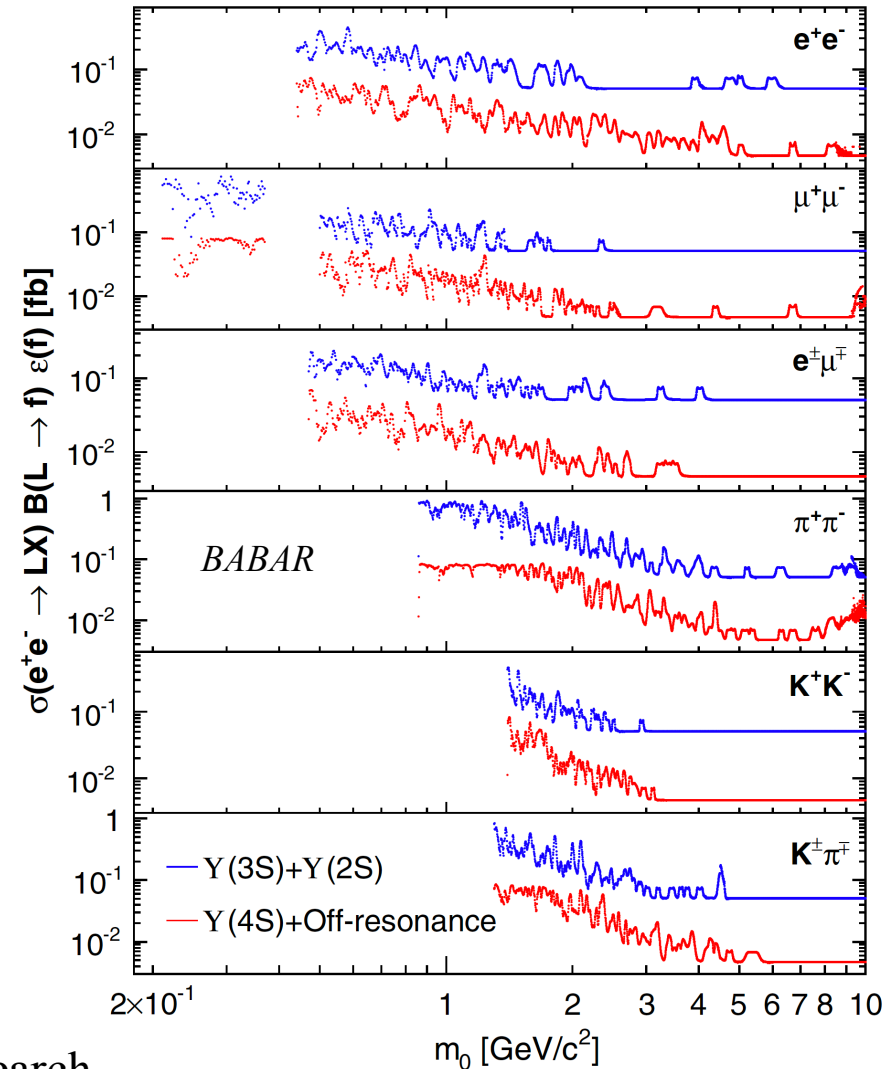 σ(e⁺e⁻ → LX) B(L → f) ε(f) [fb]
e⁺e⁻
10⁻¹
10⁻²
μ⁺μ⁻
10⁻¹
10⁻²
e±μ∓
10⁻¹
10⁻²
π⁺π⁻
1
10⁻¹
10⁻²
BABAR
K⁺K⁻
10⁻¹
10⁻²
K±π∓
1
10⁻¹
10⁻²
Υ(3S)+Υ(2S)
Υ(4S)+Off-resonance
2×10⁻¹ 1 2 3 4 5 6 7 8 10
m₀ [GeV/c²]